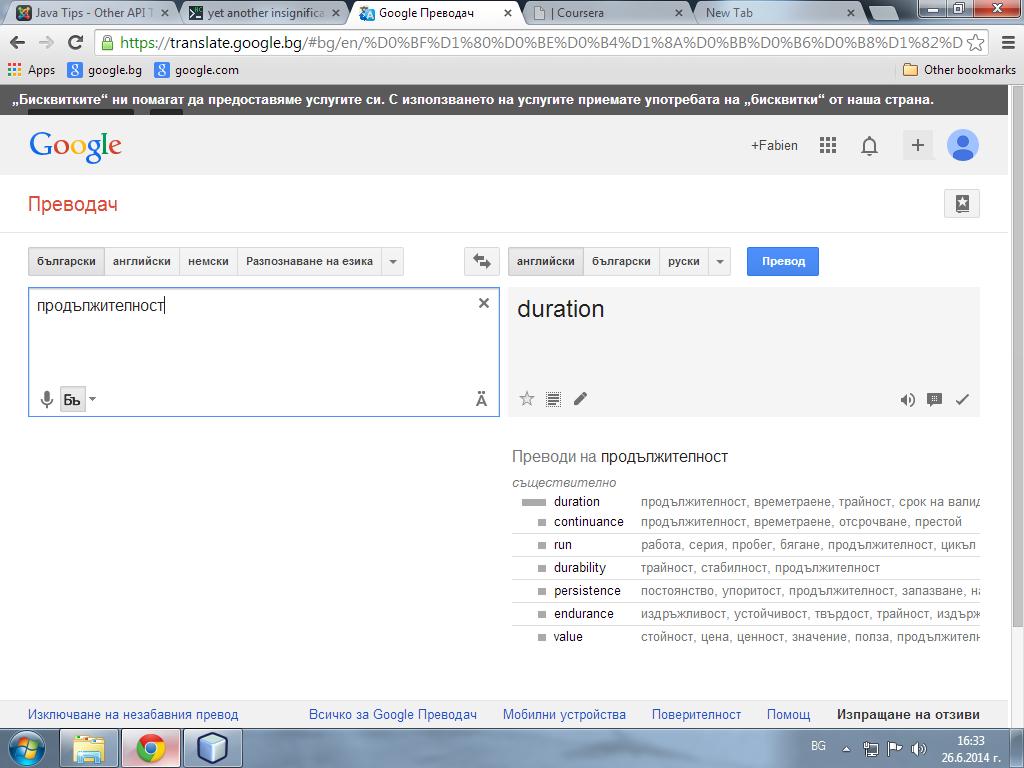 Java Tips - Other API T
yet another insignifica
Google Преводач
Coursera
New Tab
https://translate.google.bg/#bg/en/%D0%BF%D1%80%D0%BE%D0%B4%D1%8A%D0%BB%D0%B6%D0%B8%D1%82%D
Apps google.bg google.com Other bookmarks
„Бисквитките“ ни помагат да предоставяме услугите си. С използването на услугите приемате употребата на „бисквитки“ от наша страна.
Google +Fabien
Преводач
български английски немски Разпознаване на езика английски български руски Превод
продължителност
duration
Бъ Ä
Преводи на продължителност
съществително
duration продължителност, времетраене, трайност, срок на валид
continuance продължителност, времетраене, отсрочване, престой
run работа, серия, пробег, бягане, продължителност, цикъл
durability трайност, стабилност, продължителност
persistence постоянство, упоритост, продължителност, запазване, на
endurance издръжливост, устойчивост, твърдост, трайност, издърж
value стойност, цена, ценност, значение, полза, продължителн
Изключване на незабавния превод Всичко за Google Преводач Мобилни устройства Поверителност Помощ Изпращане на отзиви
BG 16:33
26.6.2014 г.